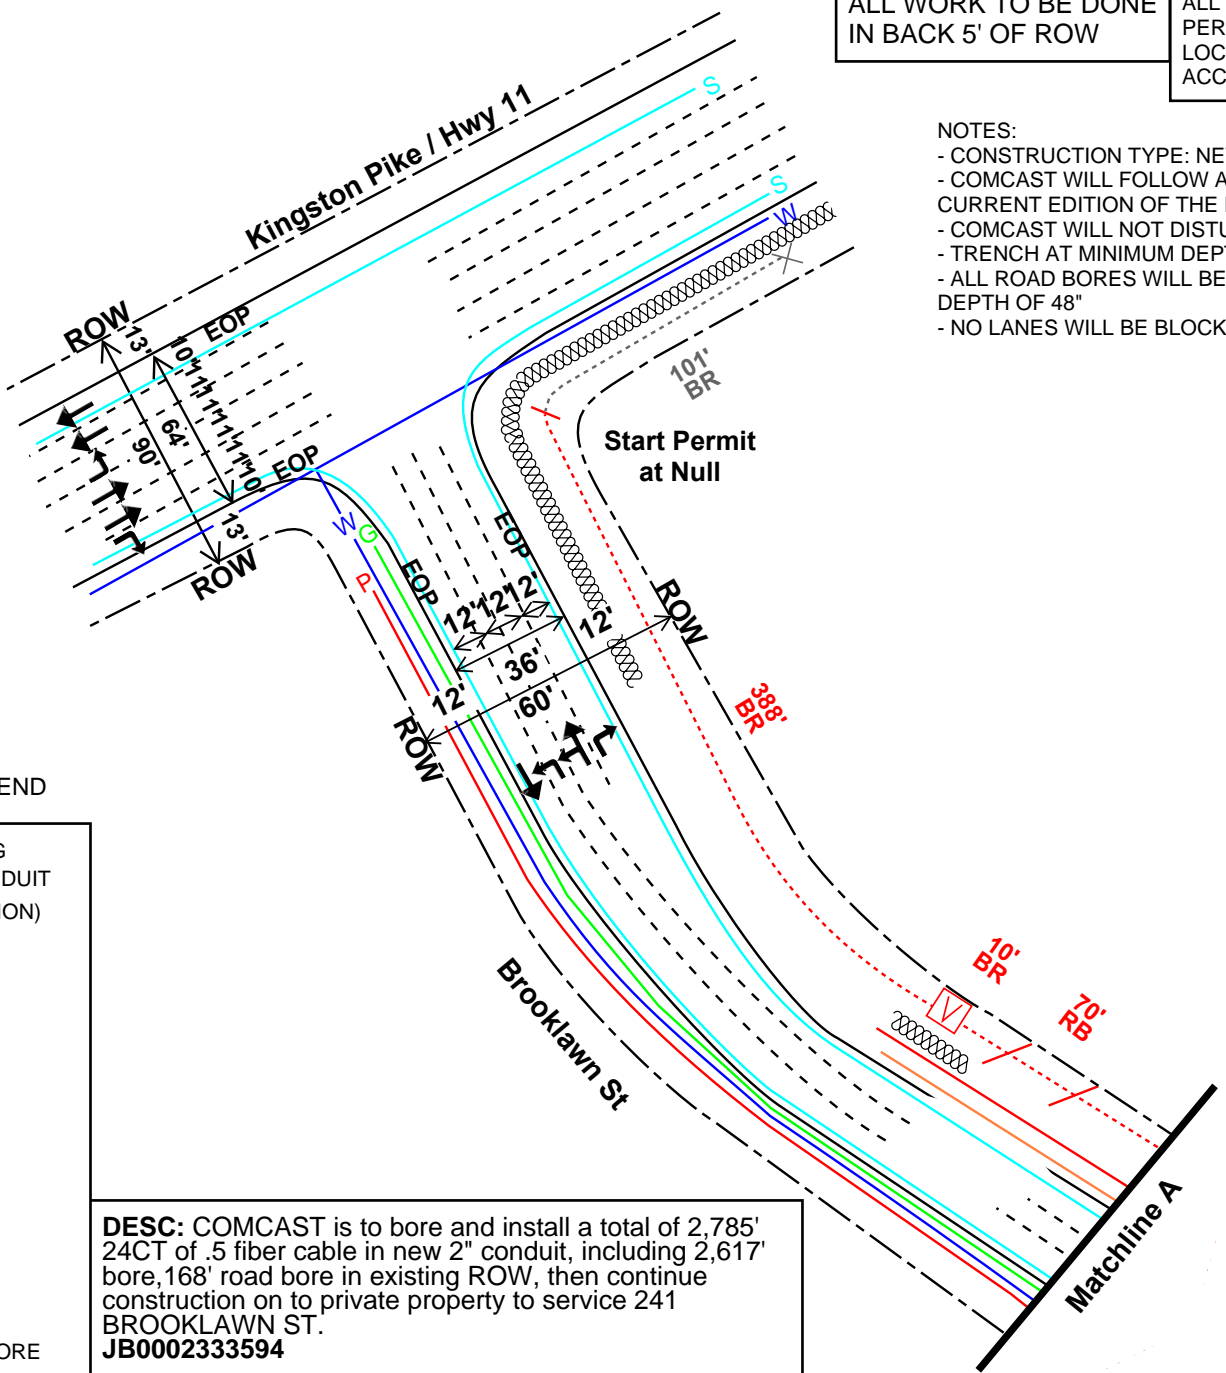 ALL WORK TO BE DONE
IN BACK 5' OF ROW
ALL
PER
LOC
ACC
NOTES:
- CONSTRUCTION TYPE: NE
- COMCAST WILL FOLLOW A
CURRENT EDITION OF THE
- COMCAST WILL NOT DISTU
- TRENCH AT MINIMUM DEP
- ALL ROAD BORES WILL BE
DEPTH OF 48"
- NO LANES WILL BE BLOCK
Kingston Pike / Hwy 11
S
S
W
ROW
13'
EOP
10'
11'
11'
11'
11'
10'
64'
90'
EOP
13'
ROW
101'
BR
Start Permit
at Null
W
G
P
EOP
EOP
12'
12'
12'
12'
ROW
36'
60'
12'
ROW
388'
BR
10'
BR
V
70'
RB
Brooklawn St
Matchline A
END
G
DUIT
ION)
ORE
DESC: COMCAST is to bore and install a total of 2,785'
24CT of .5 fiber cable in new 2" conduit, including 2,617'
bore,168' road bore in existing ROW, then continue
construction on to private property to service 241
BROOKLAWN ST.
JB0002333594